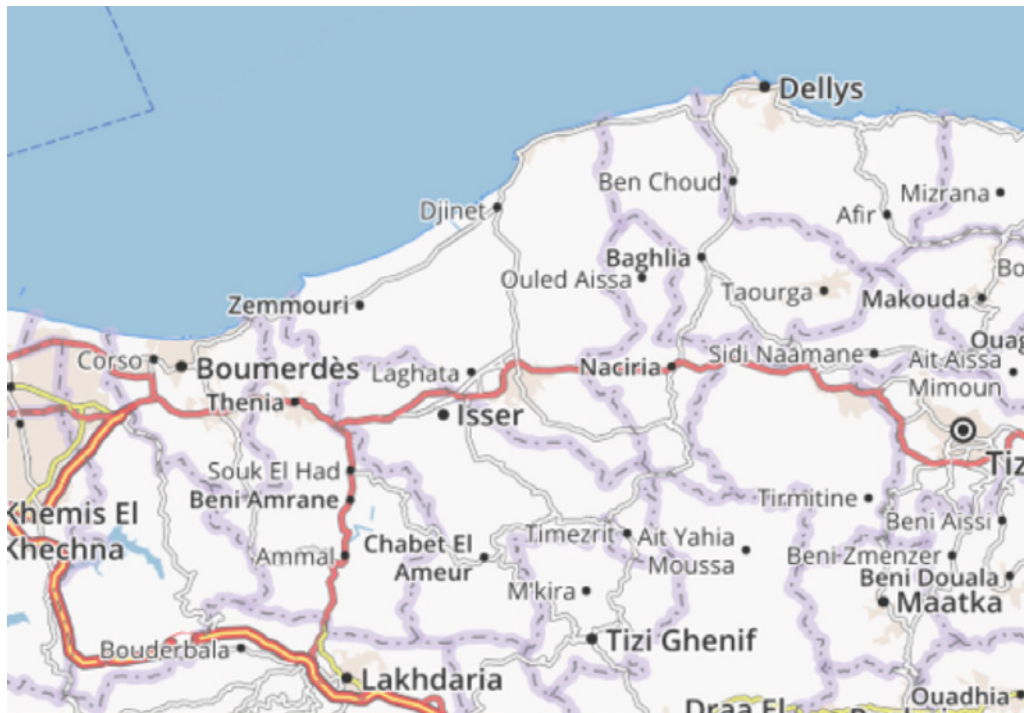 Dellys
Ben Choud
Mizrana
Djinet
Afir
Baghlia
Ouled Aissa
Taourga
Zemmouri
Makouda
Corso
Boumerdès
Laghata
Naciria
Sidi Naamane
Ait Aissa
Mimoun
Thenia
Isser
Souk El Had
Beni Amrane
Tirmitine
Khemis El
Khechna
Beni Aissi
Timezrit
Ait Yahia
Moussa
Chabet El
Ameur
Ammal
Beni Zmenzer
Beni Douala
M'kira
Maatka
Bouderbala
Tizi Ghenif
Lakhdaria
Ouadhia
Draa El